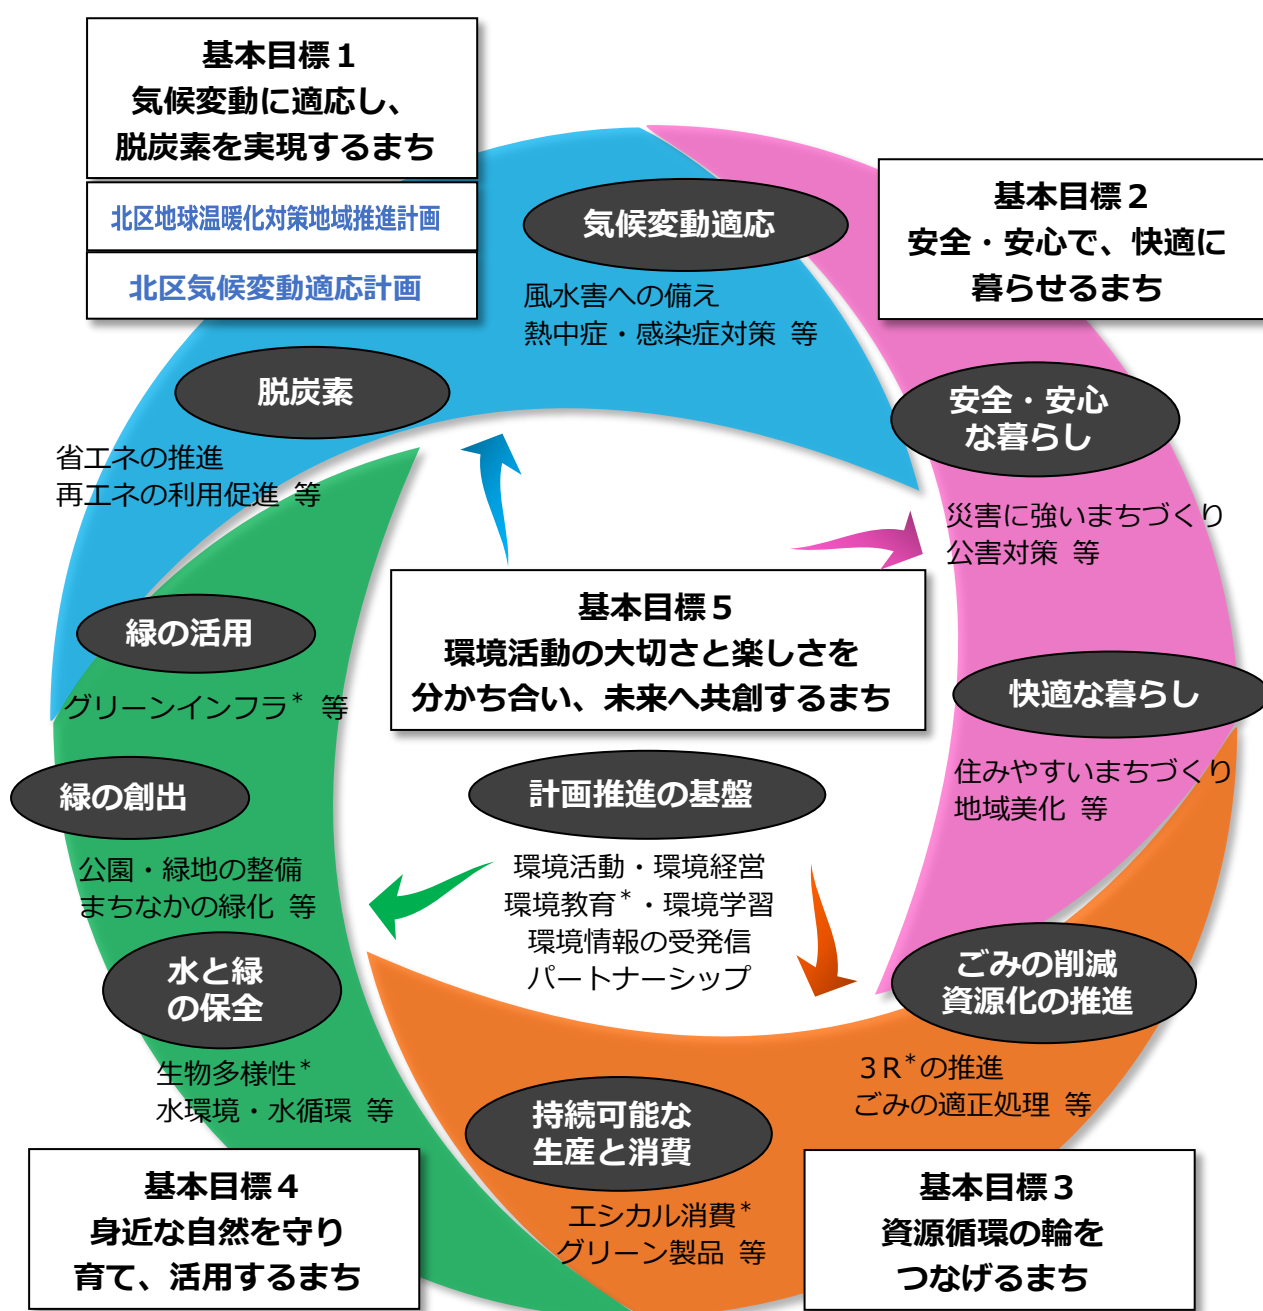 基本目標１
気候変動に適応し、
脱炭素を実現するまち
北区地球温暖化対策地域推進計画
北区気候変動適応計画
気候変動適応
風水害への備え
熱中症・感染症対策 等
脱炭素
省エネの推進
再エネの利用促進 等
基本目標２
安全・安心で、快適に
暮らせるまち
安全・安心
な暮らし
災害に強いまちづくり
公害対策 等
快適な暮らし
住みやすいまちづくり
地域美化 等
基本目標５
環境活動の大切さと楽しさを
分かち合い、未来へ共創するまち
計画推進の基盤
環境活動・環境経営
環境教育*・環境学習
環境情報の受発信
パートナーシップ
緑の活用
グリーンインフラ* 等
緑の創出
公園・緑地の整備
まちなかの緑化 等
水と緑
の保全
生物多様性*
水環境・水循環 等
基本目標４
身近な自然を守り
育て、活用するまち
ごみの削減
資源化の推進
３Ｒ*の推進
ごみの適正処理 等
持続可能な
生産と消費
エシカル消費*
グリーン製品 等
基本目標３
資源循環の輪を
つなげるまち